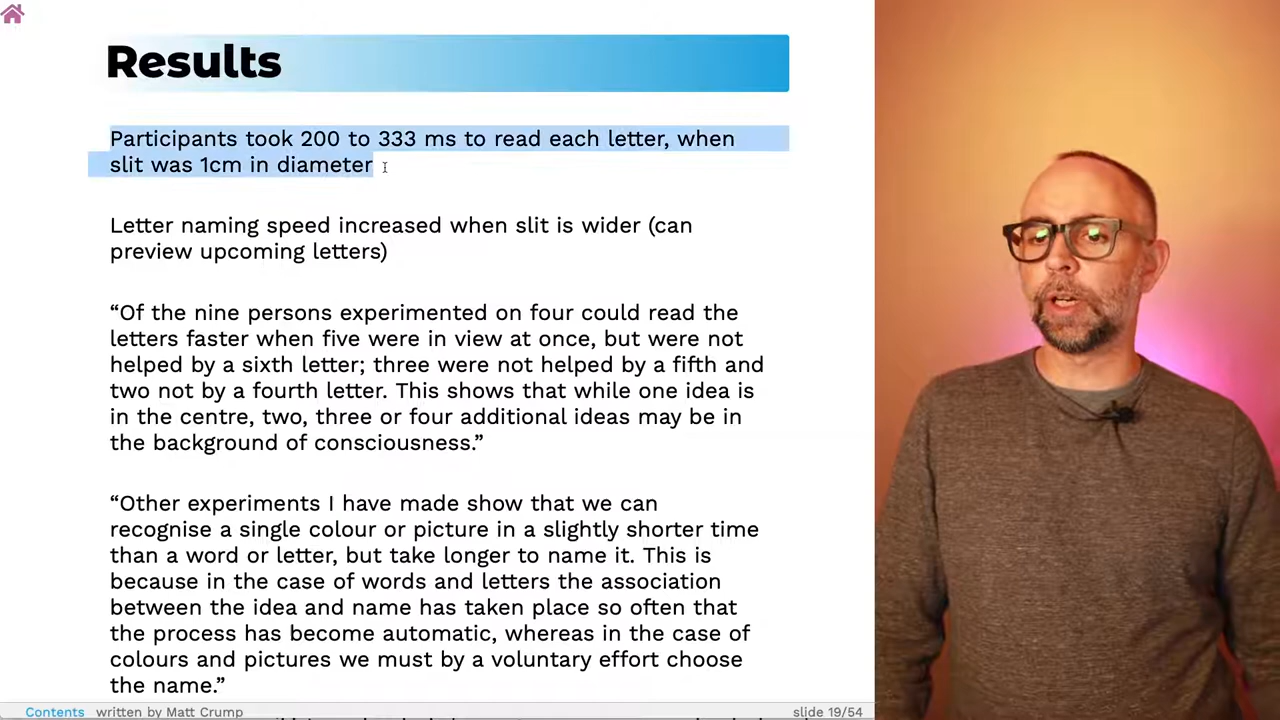 Results
Participants took 200 to 333 ms to read each letter, when
slit was 1cm in diameter
Letter naming speed increased when slit is wider (can
preview upcoming letters)
“Of the nine persons experimented on four could read the
letters faster when five were in view at once, but were not
helped by a sixth letter; three were not helped by a fifth and
two not by a fourth letter. This shows that while one idea is
in the centre, two, three or four additional ideas may be in
the background of consciousness.”
“Other experiments I have made show that we can
recognise a single colour or picture in a slightly shorter time
than a word or letter, but take longer to name it. This is
because in the case of words and letters the association
between the idea and name has taken place so often that
the process has become automatic, whereas in the case of
colours and pictures we must by a voluntary effort choose
the name.”
Contents written by Matt Crump slide 19/54